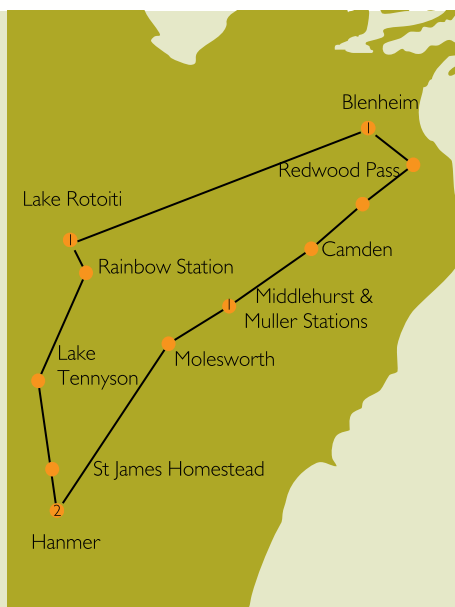 Blenheim
1
Redwood Pass
Lake Rotoiti
1
Camden
Rainbow Station
Middlehurst &
1
Muller Stations
Molesworth
Lake
Tennyson
St James Homestead
2
Hanmer